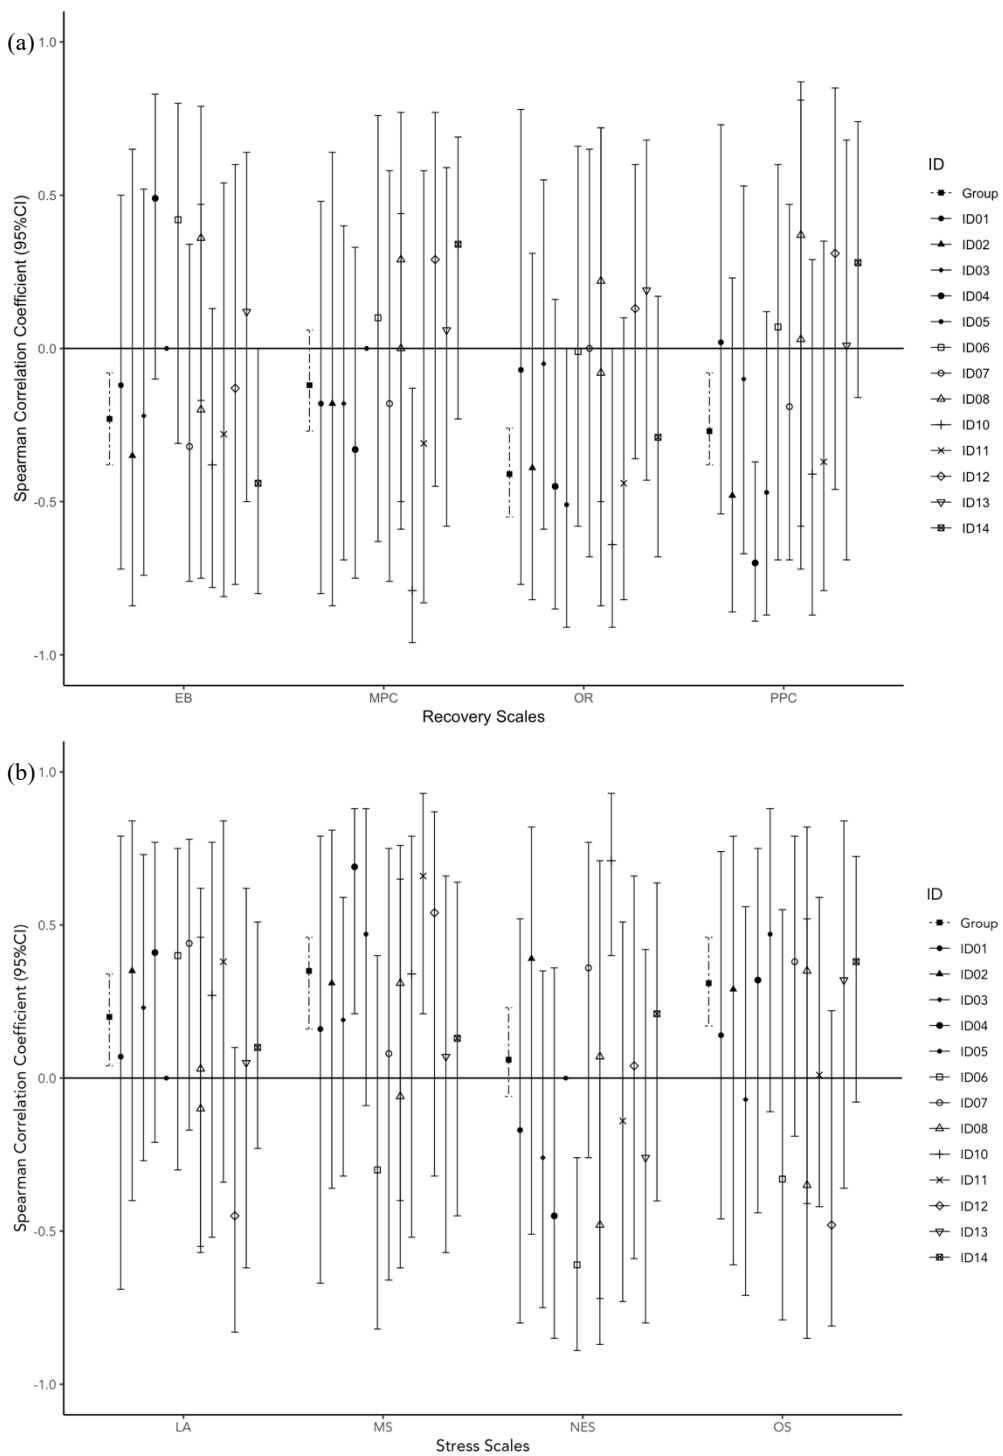 (a)
1.0
0.5
0.0
-0.5
-1.0
Spearman Correlation Coefficient (95%CI)
EB
MPC
OR
PPC
Recovery Scales
ID
Group
ID01
ID02
ID03
ID04
ID05
ID06
ID07
ID08
ID10
ID11
ID12
ID13
ID14
(b)
1.0
0.5
0.0
-0.5
-1.0
Spearman Correlation Coefficient (95%CI)
LA
MS
NES
OS
Stress Scales
ID
Group
ID01
ID02
ID03
ID04
ID05
ID06
ID07
ID08
ID10
ID11
ID12
ID13
ID14